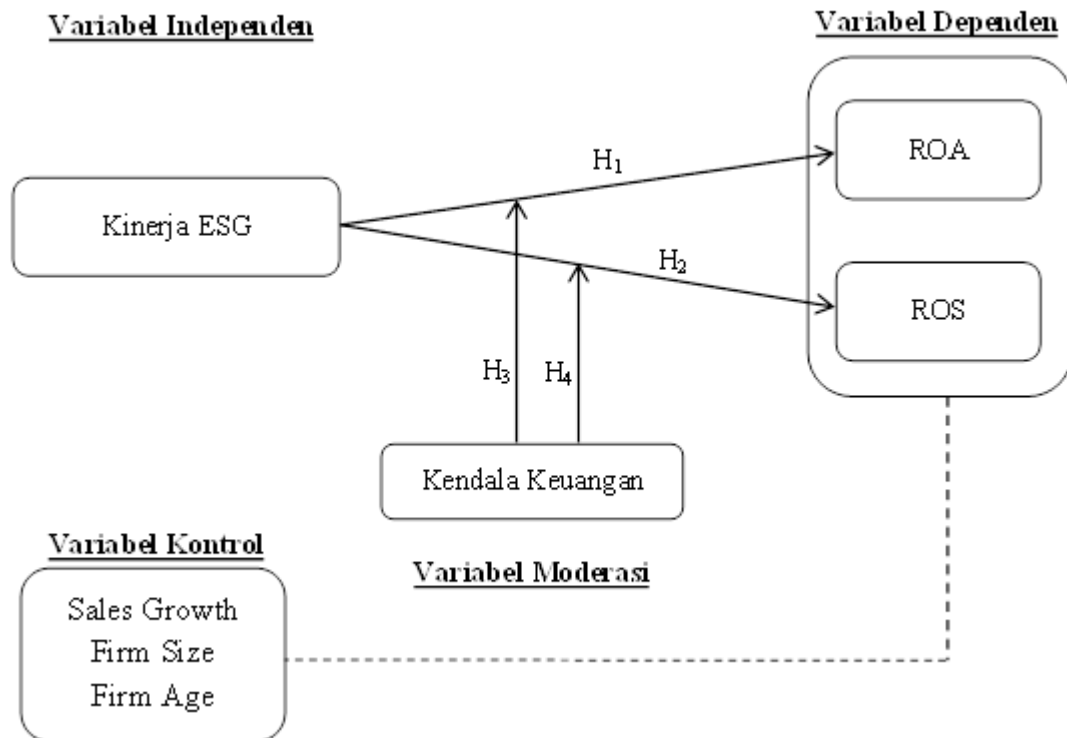 Variabel Independen
Variabel Dependen
ROA
H1
Kinerja ESG
H2
ROS
H3
H4
Kendala Keuangan
Variabel Kontrol
Variabel Moderasi
Sales Growth
Firm Size
Firm Age